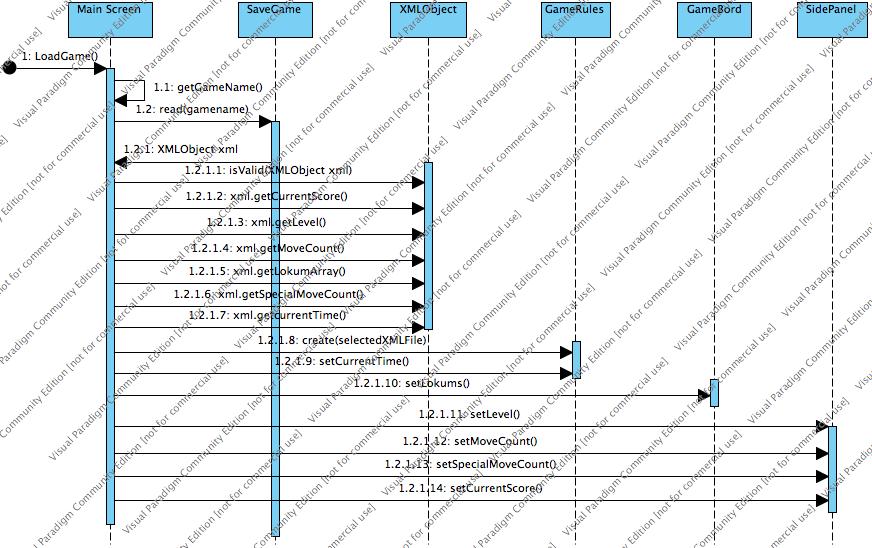 Main Screen SaveGame XMLObject GameRules GameBord SidePanel
1: LoadGame()
1.1: getGameName()
1.2: read(gamename)
1.2.1: XMLObject xml
1.2.1.1: isValid(XMLObject xml)
1.2.1.2: xml.getCurrentScore()
1.2.1.3: xml.getLevel()
1.2.1.4: xml.getMoveCount()
1.2.1.5: xml.getLokumArray()
1.2.1.6: xml.getSpecialMoveCount()
1.2.1.7: xml.getcurrentTime()
1.2.1.8: create(selectedXMLFile)
1.2.1.9: setCurrentTime()
1.2.1.10: setLokums()
1.2.1.11: setLevel()
1.2.1.12: setMoveCount()
1.2.1.13: setSpecialMoveCount()
1.2.1.14: setCurrentScore()
Visual Paradigm Community Edition [not for commercial use]